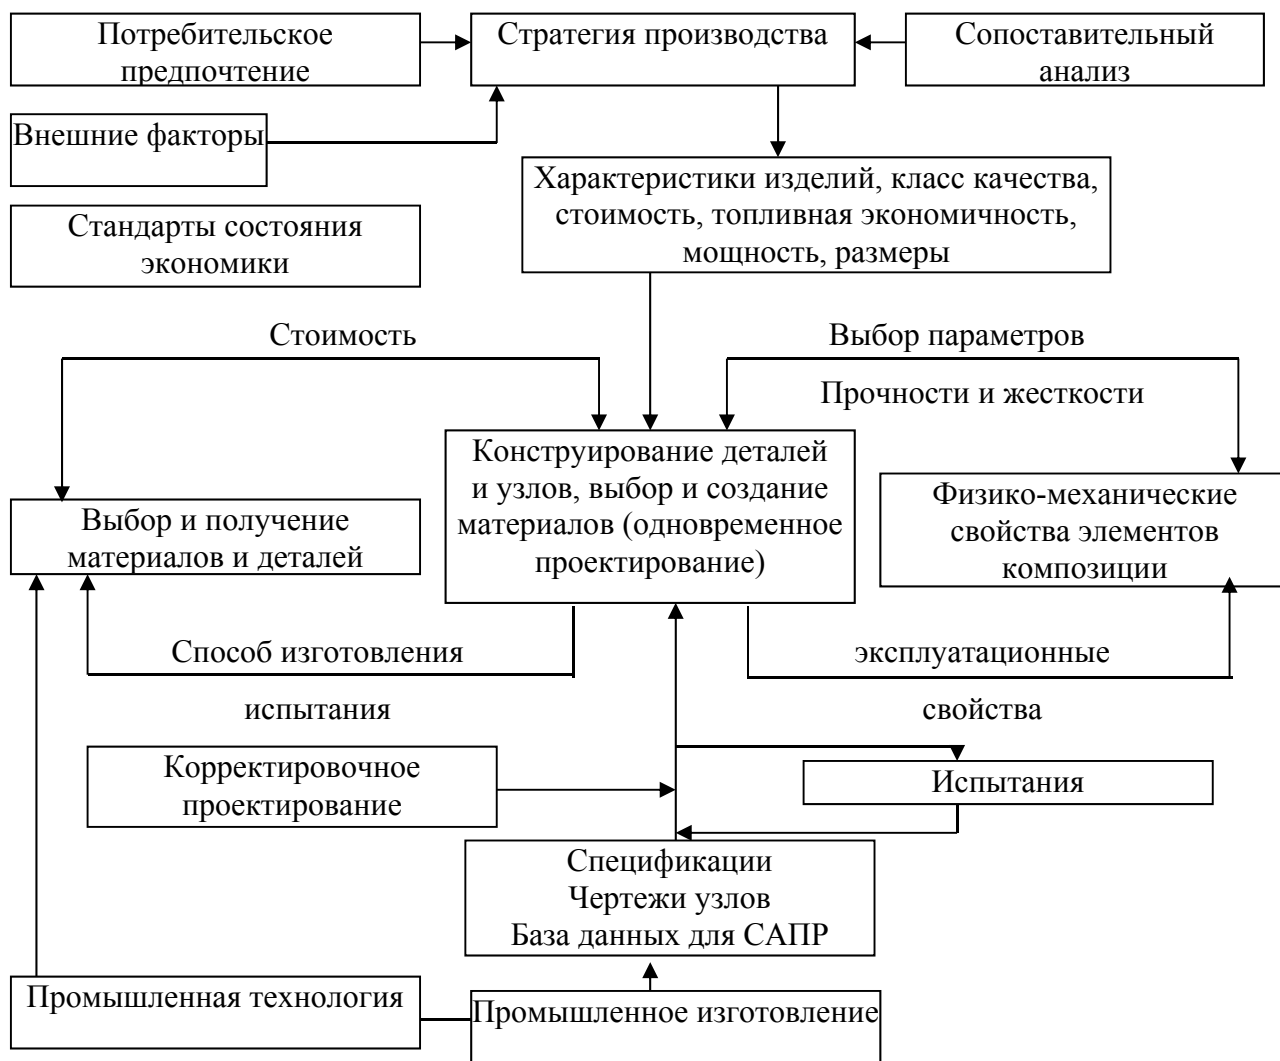 Потребительское
предпочтение
Стратегия производства
Сопоставительный
анализ
Внешние факторы
Характеристики изделий, класс качества,
стоимость, топливная экономичность,
мощность, размеры
Стандарты состояния
экономики
Стоимость
Выбор параметров
Прочности и жесткости
Конструирование деталей
и узлов, выбор и создание
материалов (одновременное
проектирование)
Выбор и получение
материалов и деталей
Физико-механические
свойства элементов
композиции
Способ изготовления
испытания
эксплуатационные
свойства
Корректировочное
проектирование
Испытания
Спецификации
Чертежи узлов
База данных для САПР
Промышленная технология
Промышленное изготовление